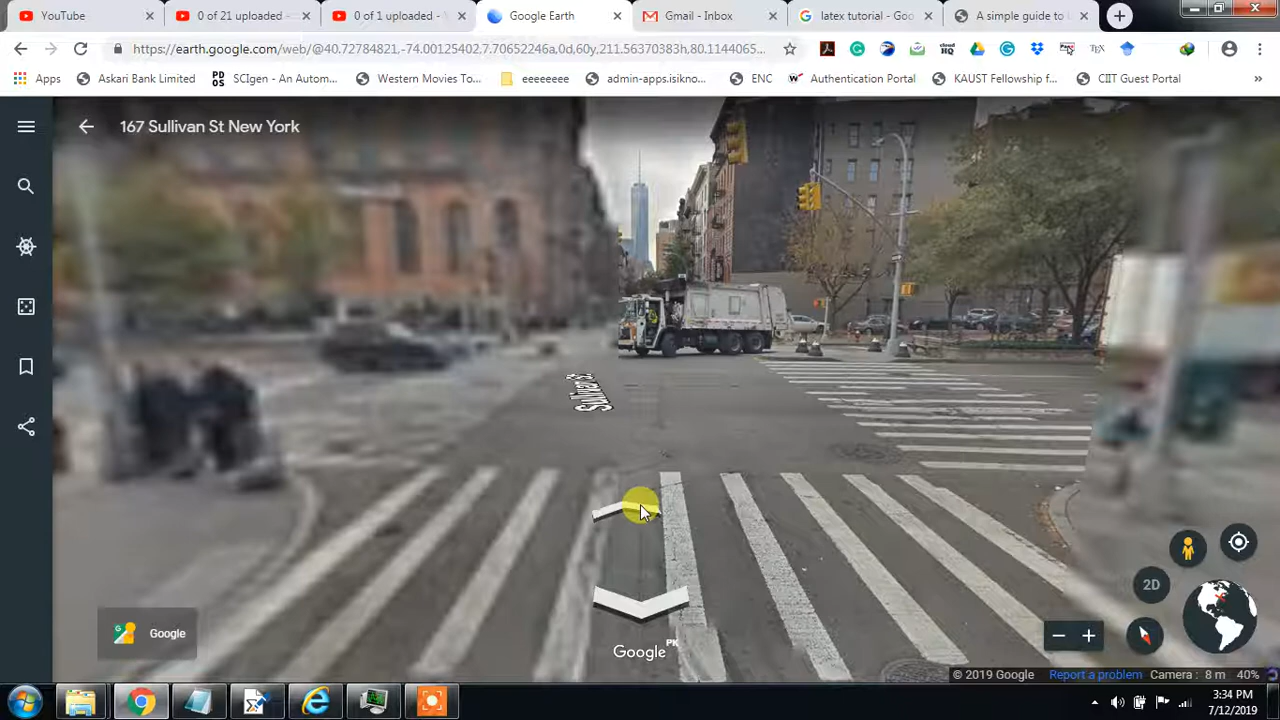 YouTube
0 of 21 uploaded -
0 of 1 uploaded -
Google Earth
Gmail - Inbox
latex tutorial - Goo
A simple guide to L
https://earth.google.com/web/@40.72784821,-74.00125402,7.70652246a,0d,60y,211.56370383h,80.1144065...
Apps
Askari Bank Limited
PD OS
SCIgen - An Autom...
Western Movies:To...
eeeeeeee
admin-apps.isikno...
ENC
Authentication Portal
KAUST Fellowship f...
CIIT Guest Portal
»
167 Sullivan St New York
Sullivan St
2D
Google
Google PK
© 2019 Google
Report a problem
Camera : 8 m
40%
3:34 PM
7/12/2019